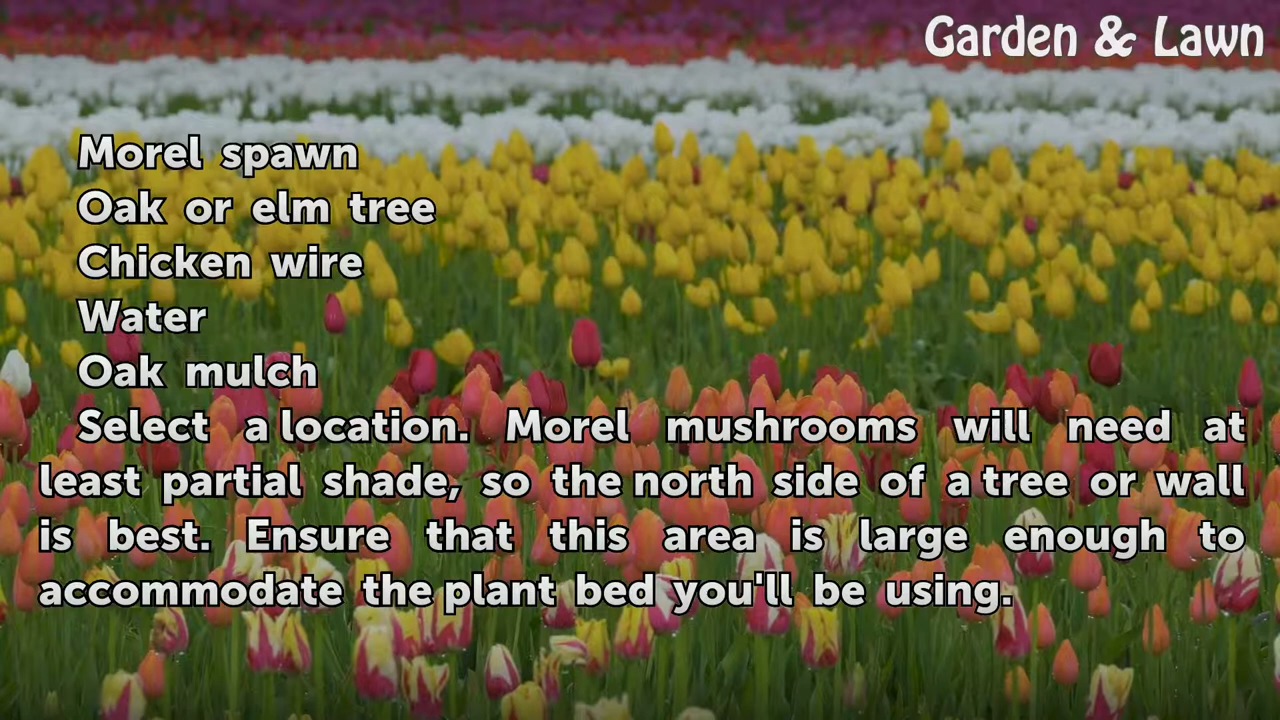 Garden & Lawn
Morel spawn
Oak or elm tree
Chicken wire
Water
Oak mulch
Select a location. Morel mushrooms will need at
least partial shade, so the north side of a tree or wall
is best. Ensure that this area is large enough to
accommodate the plant bed you'll be using.